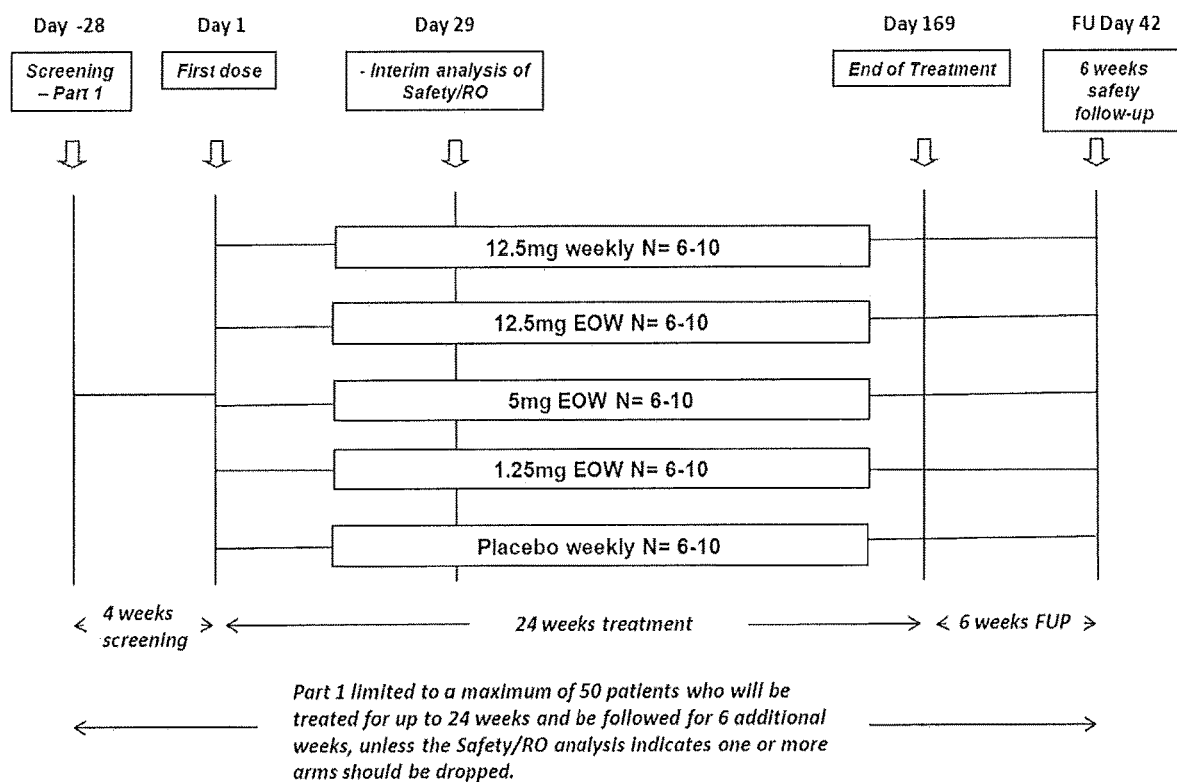 Day -28
Day 1
Day 29
Day 169
FU Day 42
Screening
– Part 1
First dose
- Interim analysis of
Safety/RO
End of Treatment
6 weeks
safety
follow-up
12.5mg weekly N= 6-10
12.5mg EOW N= 6-10
5mg EOW N= 6-10
1.25mg EOW N= 6-10
Placebo weekly N= 6-10
4 weeks
screening
24 weeks treatment
6 weeks FUP
Part 1 limited to a maximum of 50 patients who will be
treated for up to 24 weeks and be followed for 6 additional
weeks, unless the Safety/RO analysis indicates one or more
arms should be dropped.